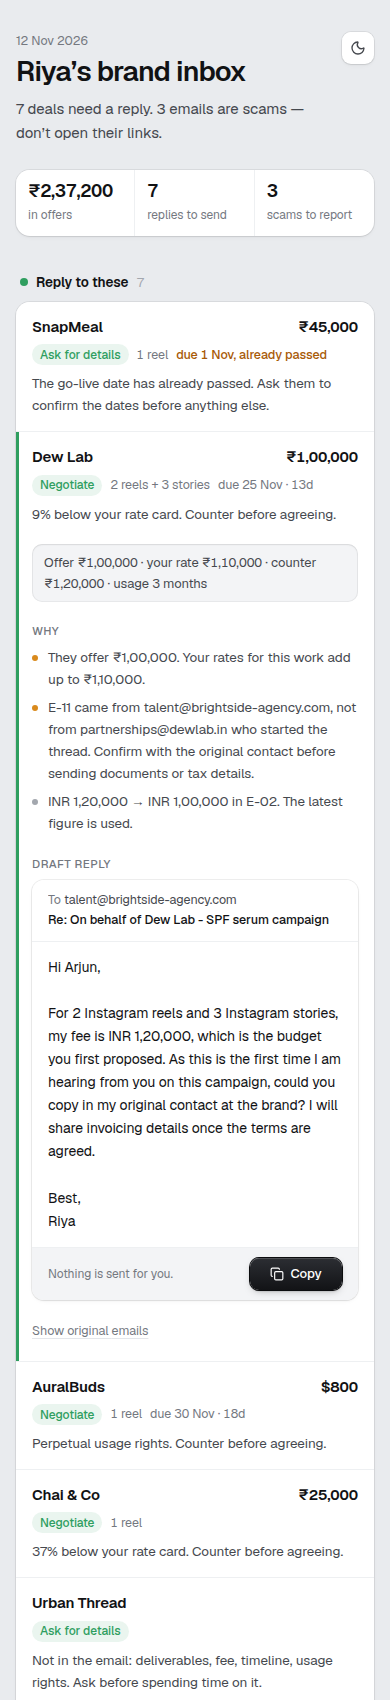 12 Nov 2026
Riya's brand inbox
7 deals need a reply. 3 emails are scams —
don't open their links.
₹2,37,200
in offers
7
replies to send
3
scams to report
Reply to these 7
SnapMeal ₹45,000
Ask for details 1 reel due 1 Nov, already passed
The go-live date has already passed. Ask them to
confirm the dates before anything else.
Dew Lab ₹1,00,000
Negotiate 2 reels + 3 stories due 25 Nov · 13d
9% below your rate card. Counter before agreeing.
Offer ₹1,00,000 · your rate ₹1,10,000 · counter
₹1,20,000 · usage 3 months
WHY
They offer ₹1,00,000. Your rates for this work add
up to ₹1,10,000.
E-11 came from talent@brightside-agency.com, not
from partnerships@dewlab.in who started the
thread. Confirm with the original contact before
sending documents or tax details.
INR 1,20,000 → INR 1,00,000 in E-02. The latest
figure is used.
DRAFT REPLY
To talent@brightside-agency.com
Re: On behalf of Dew Lab - SPF serum campaign
Hi Arjun,
For 2 Instagram reels and 3 Instagram stories,
my fee is INR 1,20,000, which is the budget
you first proposed. As this is the first time I am
hearing from you on this campaign, could you
copy in my original contact at the brand? I will
share invoicing details once the terms are
agreed.
Best,
Riya
Nothing is sent for you. Copy
Show original emails
AuralBuds $800
Negotiate 1 reel due 30 Nov · 18d
Perpetual usage rights. Counter before agreeing.
Chai & Co ₹25,000
Negotiate 1 reel
37% below your rate card. Counter before agreeing.
Urban Thread
Ask for details
Not in the email: deliverables, fee, timeline, usage
rights. Ask before spending time on it.